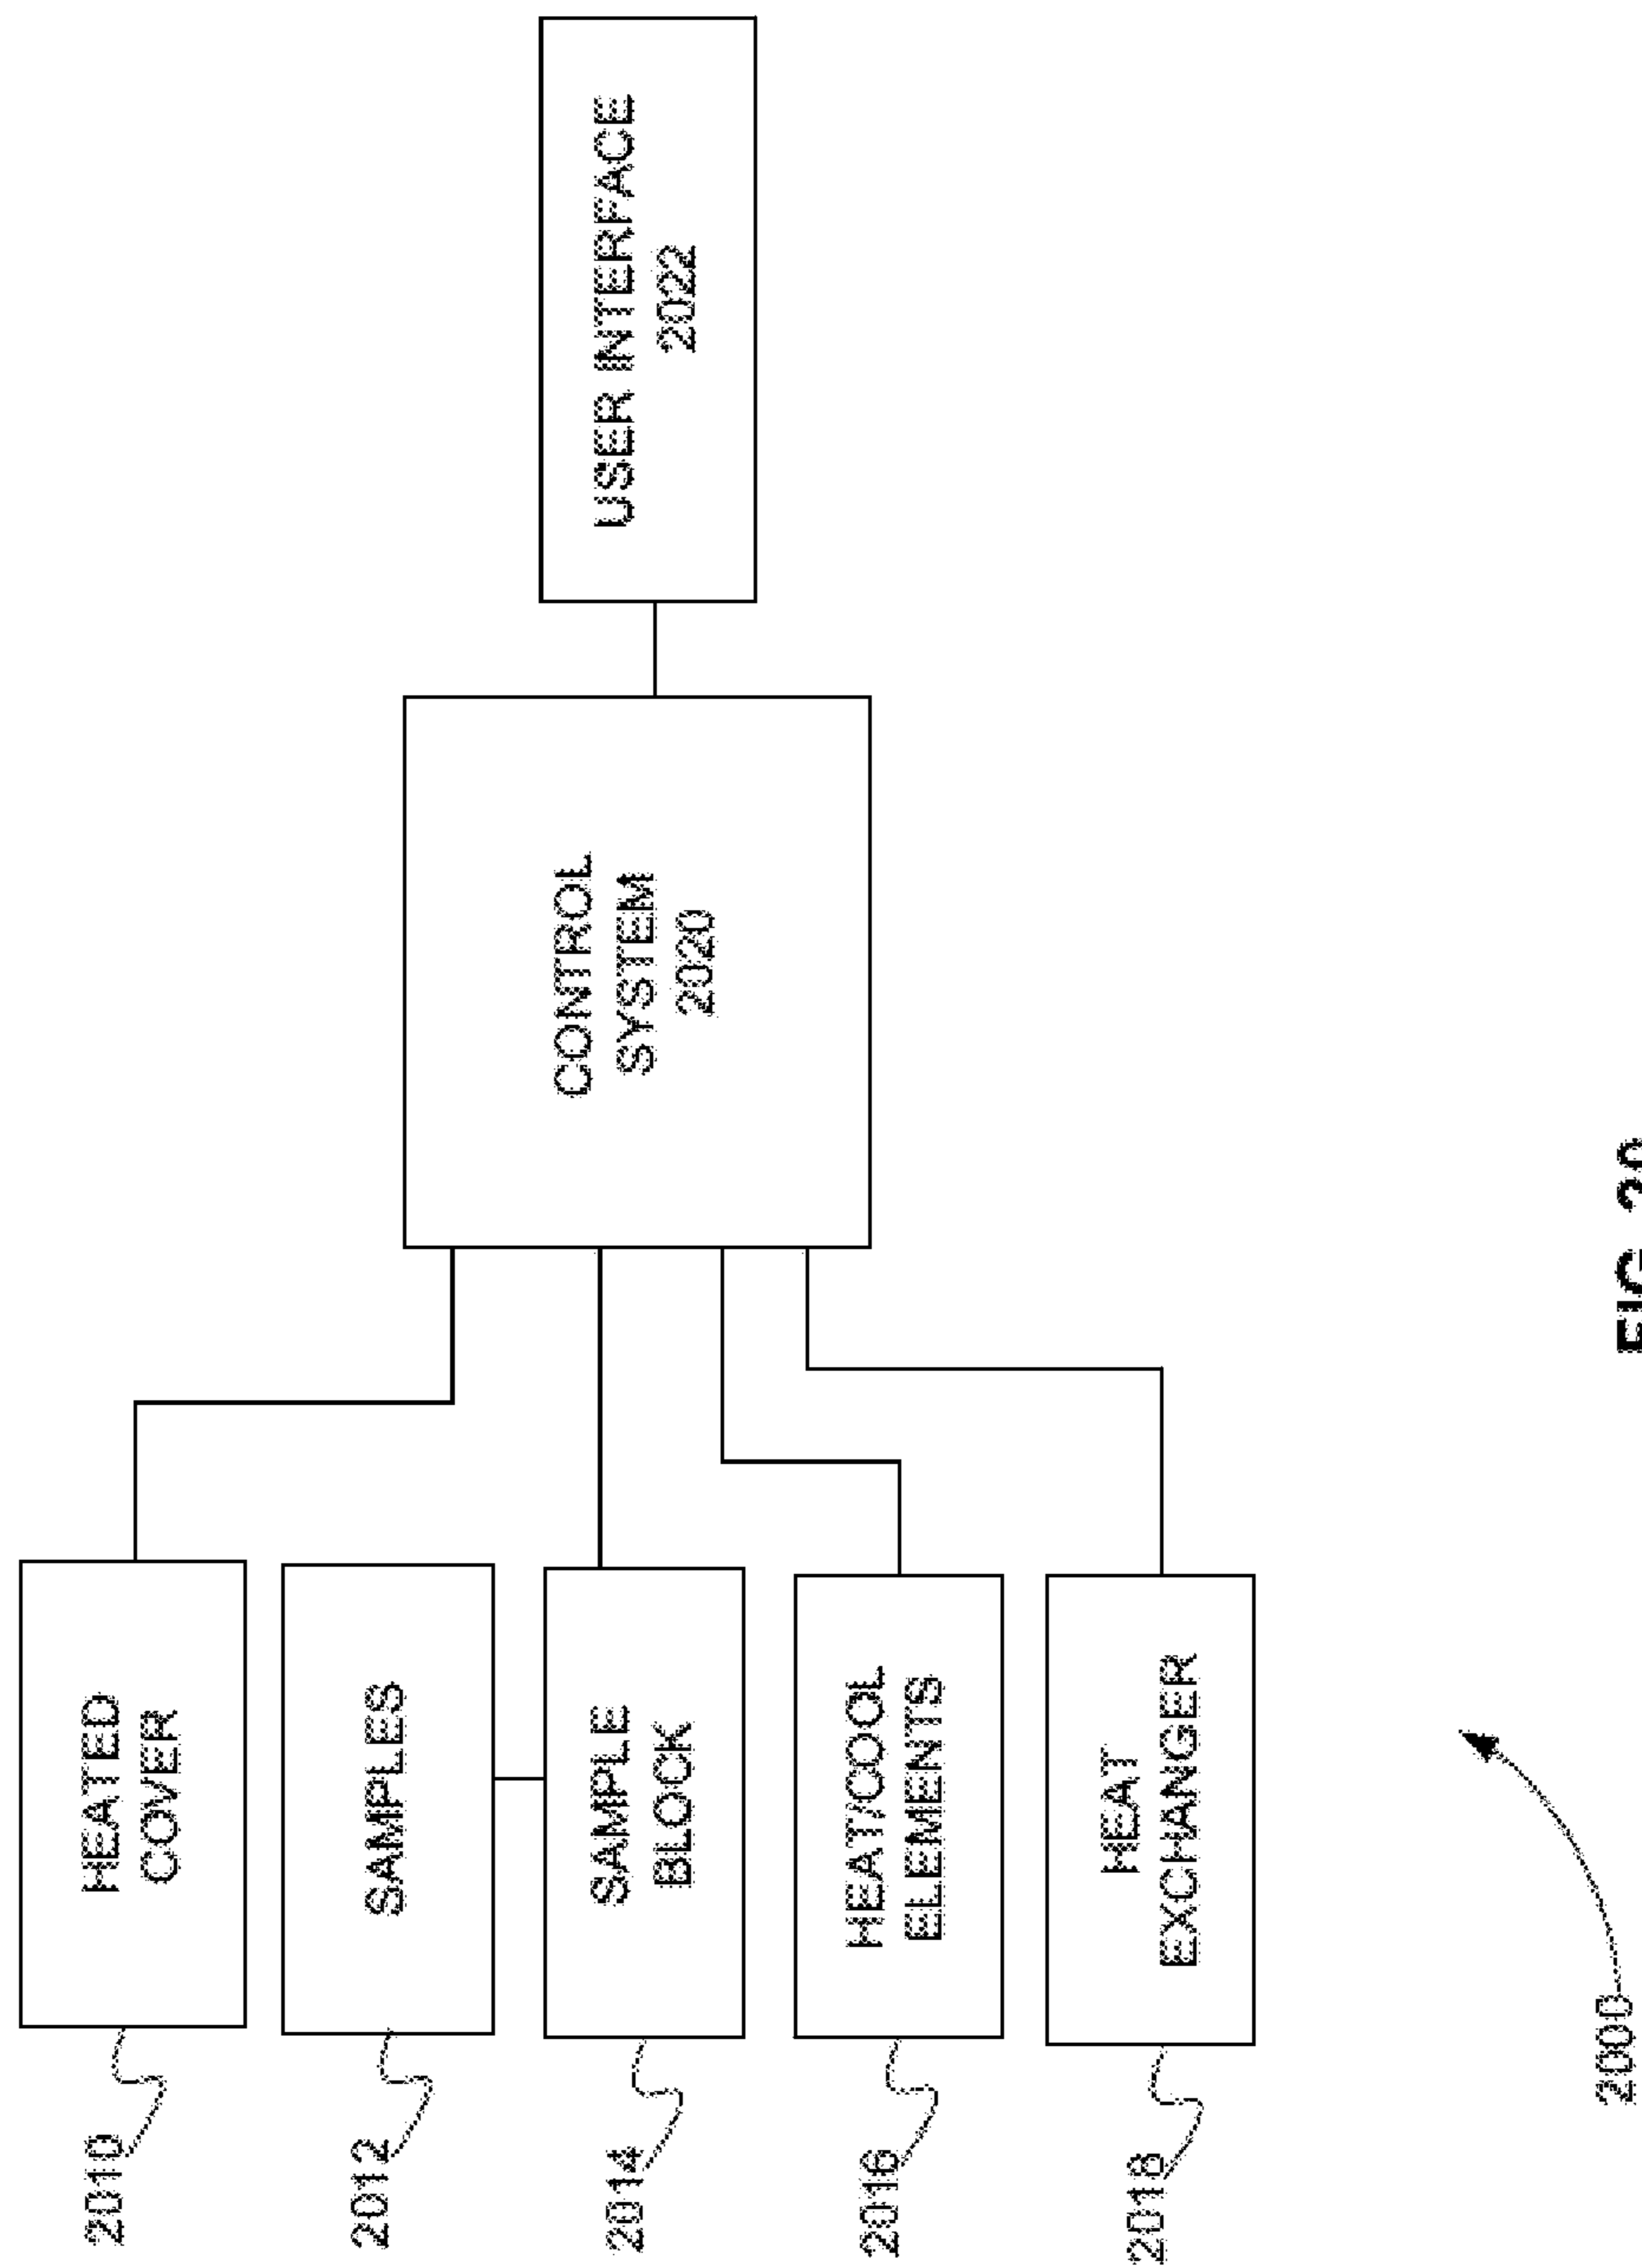 2010
HEATED
COVER
2012
SAMPLES
2014
SAMPLE
BLOCK
2016
HEAT/COOL
ELEMENTS
2018
HEAT
EXCHANGER
CONTROL
SYSTEM
2020
USER INTERFACE
2022
2000
FIG